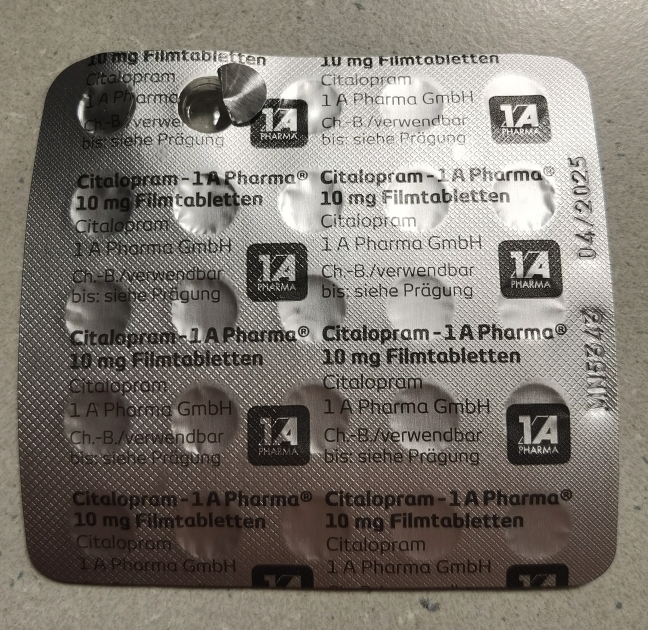 10 mg Filmtabletten
Citalopram
1 A Pharma
Ch.-B./verwe
bis: siehe Prägung
1A
PHARMA
10 mg Filmtabletten
Citalopram
1 A Pharma GmbH
Ch.-B./verwendbar
bis: siehe Prägung
1A
PHARMA
Citalopram - 1 A Pharma®
10 mg Filmtabletten
Citalopram
1 A Pharma GmbH
Ch.-B./verwendbar
bis: siehe Prägung
1A
PHARMA
Citalopram - 1 A Pharma®
10 mg Filmtabletten
Citalopram
1 A Pharma GmbH
Ch.-B./verwendbar
bis: siehe Prägung
1A
PHARMA
Citalopram - 1 A Pharma®
10 mg Filmtabletten
Citalopram
1 A Pharma GmbH
Ch.-B./verwendbar
bis: siehe Prägung
1A
PHARMA
Citalopram - 1 A Pharma®
10 mg Filmtabletten
Citalopram
1 A Pharma GmbH
Ch.-B./verwendbar
bis: siehe Prägung
1A
PHARMA
Citalopram - 1 A Pharma®
10 mg Filmtabletten
Citalopram
1 A Pharma GmbH
1A
Citalopram - 1 A Pharma®
10 mg Filmtabletten
Citalopram
1 A Pharma GmbH
1A
04/2025